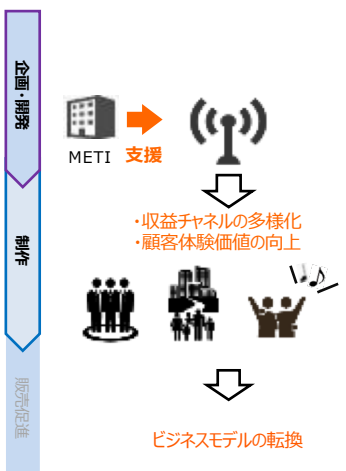 企画・開発
METI
支援
・収益チャネルの多様化
・顧客体験価値の向上
制作
販売促進
ビジネスモデルの転換